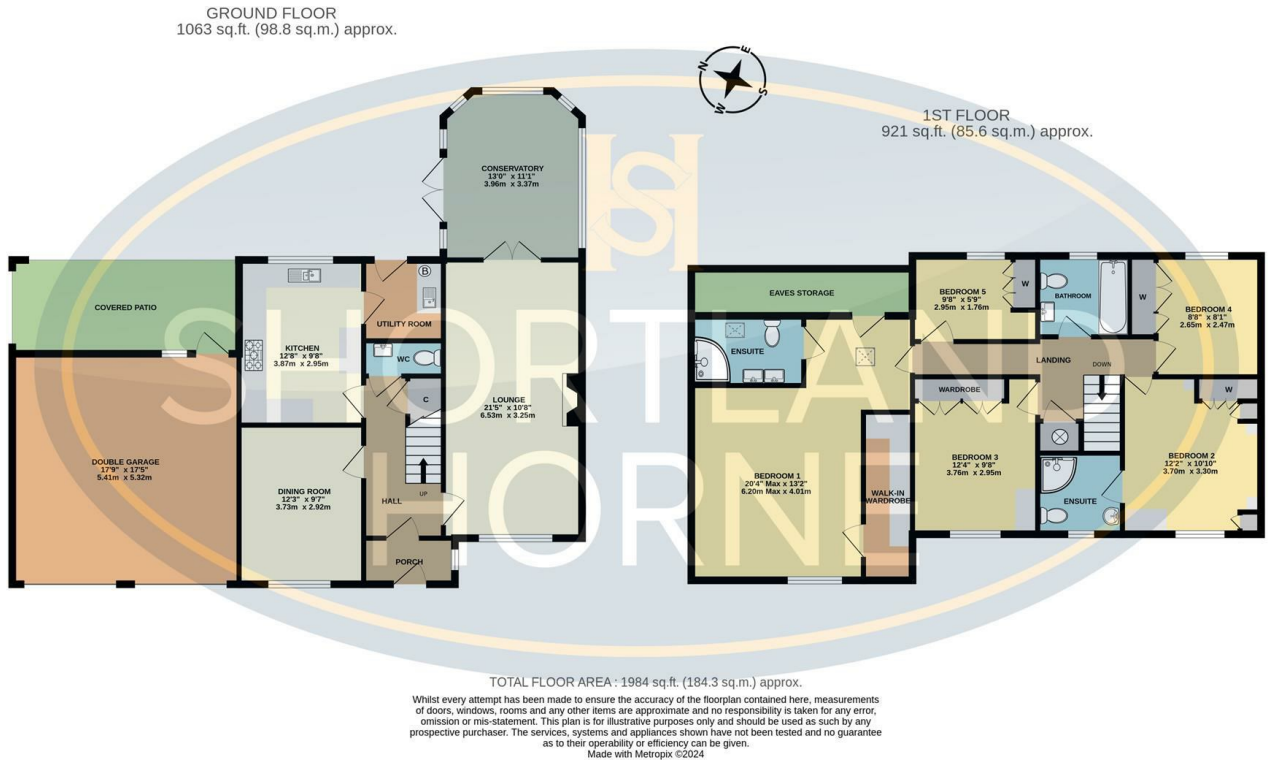 GROUND FLOOR
1063 sq.ft. (98.8 sq.m.) approx.
1ST FLOOR
921 sq.ft. (85.6 sq.m.) approx.
N
E
S
W
CONSERVATORY
13'0" x 11'1"
3.96m x 3.37m
COVERED PATIO
KITCHEN
12'8" x 9'8"
3.87m x 2.95m
B
UTILITY ROOM
WC
C
LOUNGE
21'5" x 10'8"
6.53m x 3.25m
DOUBLE GARAGE
17'9" x 17'5"
5.41m x 5.32m
DINING ROOM
12'3" x 9'7"
3.73m x 2.92m
HALL
UP
PORCH
EAVES STORAGE
ENSUITE
BEDROOM 5
9'8" x 5'9"
2.95m x 1.76m
W
BATHROOM
W
BEDROOM 4
8'8" x 8'1"
2.65m x 2.47m
LANDING
DOWN
WARDROBE
W
BEDROOM 1
20'4" Max x 13'2"
6.20m Max x 4.01m
WALK-IN
WARDROBE
BEDROOM 3
12'4" x 9'8"
3.76m x 2.95m
ENSUITE
BEDROOM 2
12'2" x 10'10"
3.70m x 3.30m
SH
SHORTLAND
HORNE
TOTAL FLOOR AREA : 1984 sq.ft. (184.3 sq.m.) approx.
Whilst every attempt has been made to ensure the accuracy of the floorplan contained here, measurements
of doors, windows, rooms and any other items are approximate and no responsibility is taken for any error,
omission or mis-statement. This plan is for illustrative purposes only and should be used as such by any
prospective purchaser. The services, systems and appliances shown have not been tested and no guarantee
as to their operability or efficiency can be given.
Made with Metropix ©2024